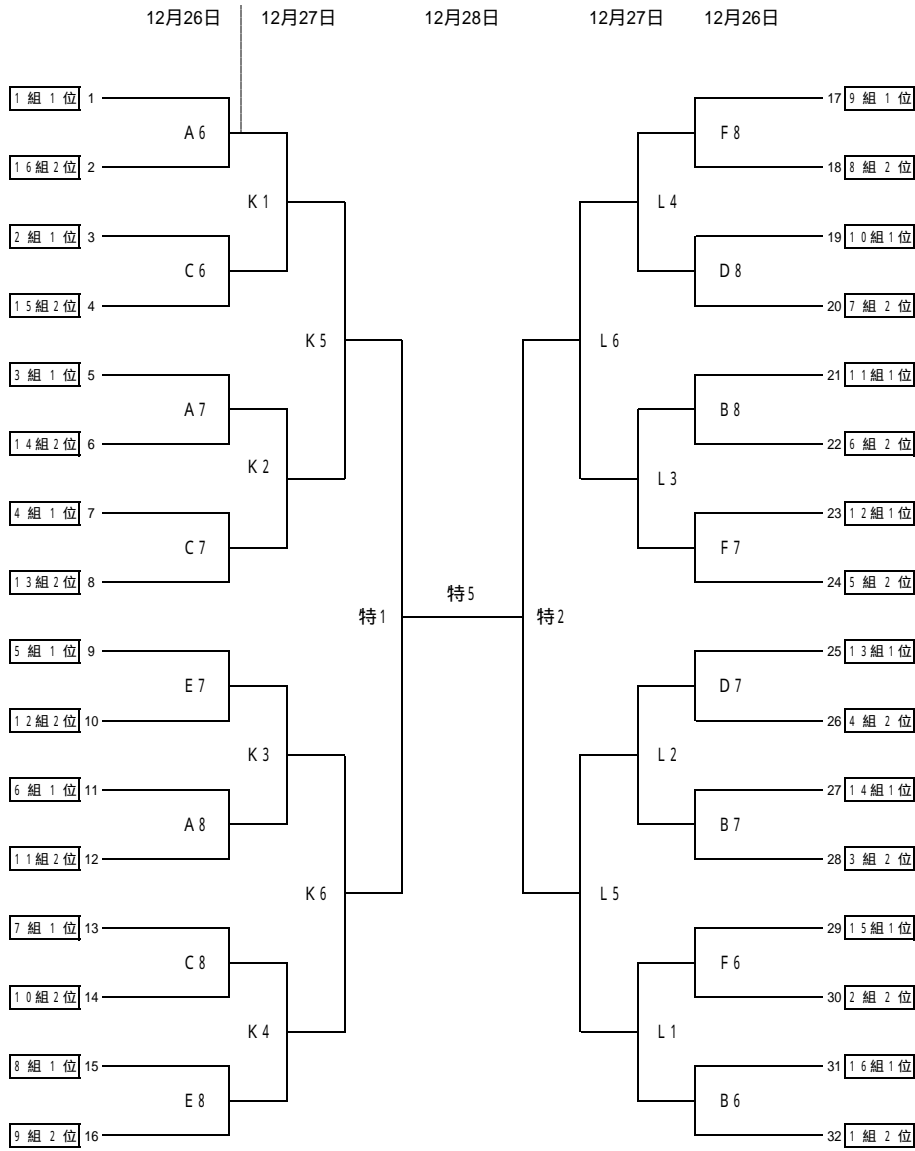 12月26日 12月27日 12月28日 12月27日 12月26日
1組1位 1 17 9組1位
A6 F8
16組2位 2 18 8組2位
K1 L4
2組1位 3 19 10組1位
C6 D8
15組2位 4 20 7組2位
K5 L6
3組1位 5 21 11組1位
A7 B8
14組2位 6 22 6組2位
K2 L3
4組1位 7 23 12組1位
C7 F7
13組2位 8 24 5組2位
特5
特1 特2
5組1位 9 25 13組1位
E7 D7
12組2位 10 26 4組2位
K3 L2
6組1位 11 27 14組1位
A8 B7
11組2位 12 28 3組2位
K6 L5
7組1位 13 29 15組1位
C8 F6
10組2位 14 30 2組2位
K4 L1
8組1位 15 31 16組1位
E8 B6
9組2位 16 32 1組2位